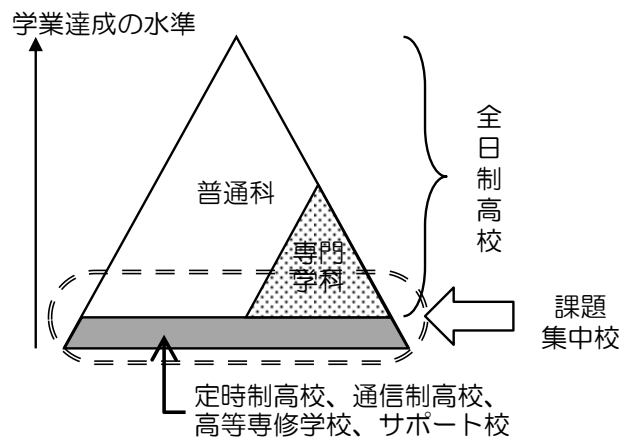 学業達成の水準
全日制高校
普通科
専門
学科
課題
集中校
定時制高校、通信制高校、
高等専修学校、サポート校